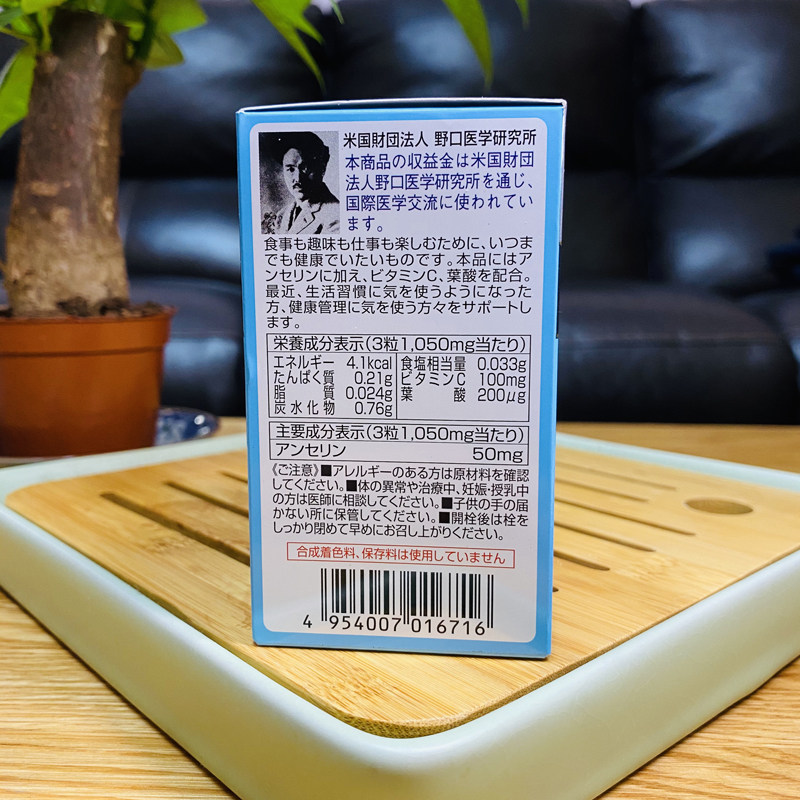 米国財団法人 野口医学研究所
本商品の収益金は米国財団
法人野口医学研究所を通じ、
国際医学交流に使われてい
ます。
食事も趣味も仕事も楽しむために、いつま
でも健康でいたいものです。本品にはア
ンセリンに加え、ビタミンC、葉酸を配合。
最近、生活習慣に気を使うようになった
方、健康管理に気を使う方々をサポートし
ます。
栄養成分表示(3粒1,050mg当たり)
エネルギー 4.1kcal
たんぱく質 0.21g
脂質 0.024g
炭水化物 0.76g
食塩相当量 0.033g
ビタミンC 100mg
葉酸 200μg
主要成分表示(3粒1,050mg当たり)
アンセリン 50mg
《ご注意》■アレルギーのある方は原材料を確認
してください。■体の異常や治療中、妊娠・授乳中
の方は医師に相談してください。■子供の手の届
かない所に保管してください。■開栓後は栓を
しっかり閉めて早めにお召し上がりください。
合成着色料、保存料は使用していません
4 954007 016716